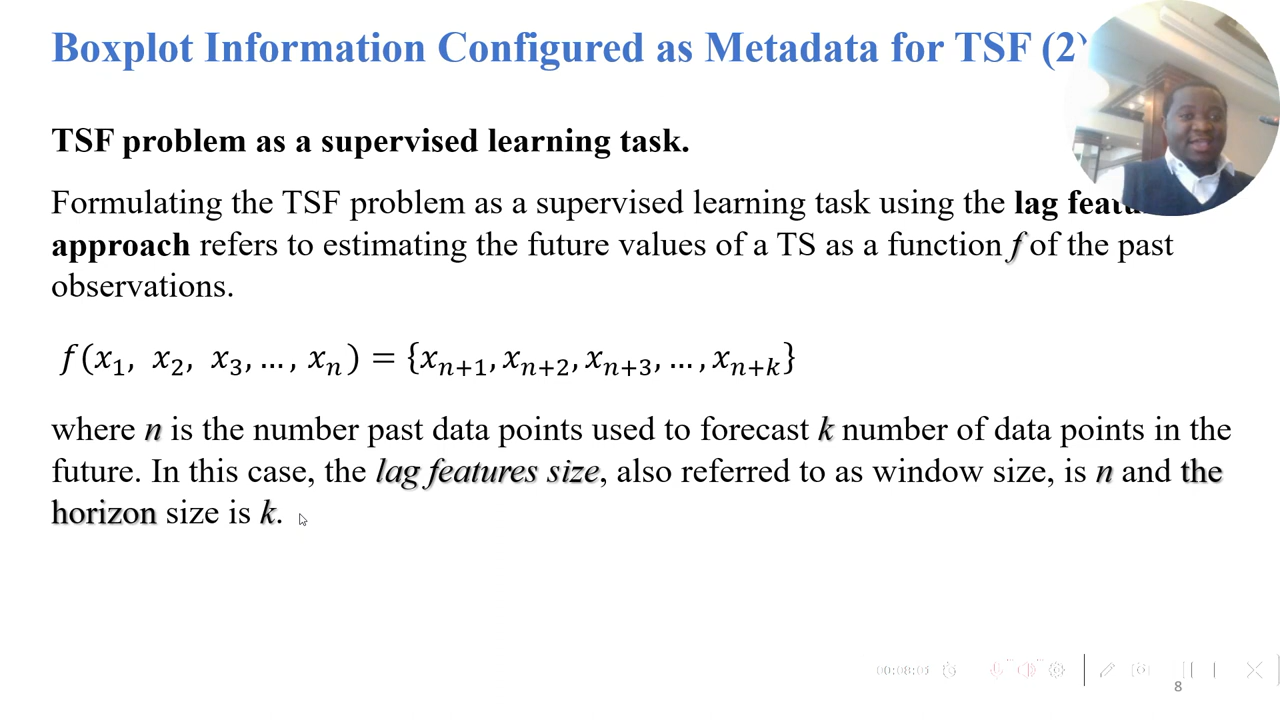 Boxplot Information Configured as Metadata for TSF (2)
TSF problem as a supervised learning task.
Formulating the TSF problem as a supervised learning task using the lag
approach refers to estimating the future values of a TS as a function f of the past
observations.
f(x₁, x₂, x₃, …, xₙ) = {xₙ₊₁, xₙ₊₂, xₙ₊₃, …, xₙ₊ₖ}
where n is the number past data points used to forecast k number of data points in the
future. In this case, the lag features size, also referred to as window size, is n and the
horizon size is k.
8